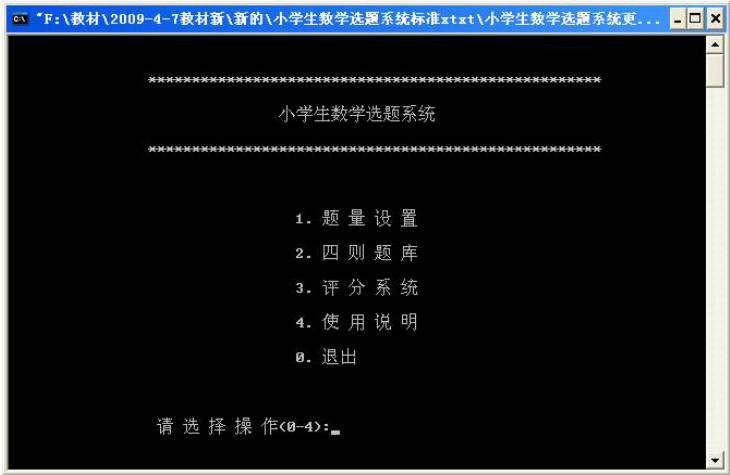 "F:\教材\2009-4-7教材新\新的\小学生数学选题系统标准xtxt\小学生数学选题系统更...
****************************************************
小学生数学选题系统
****************************************************
1. 题 量 设 置
2. 四 则 题 库
3. 评 分 系 统
4. 使 用 说 明
0. 退出
请 选 择 操 作(0-4):_